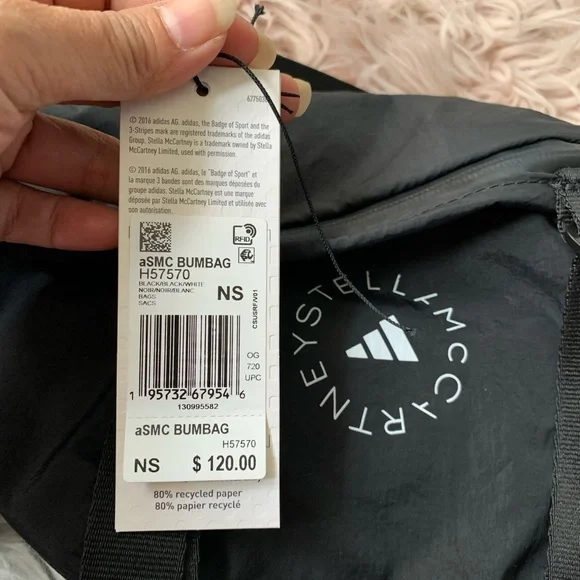 627503
© 2016 adidas AG. adidas, the Badge of Sport and the
3-Stripes mark are registered trademarks of the adidas
Group. Stella McCartney is a trademark owned by Stella
McCartney Limited, used with permission.
© 2016 adidas AG. adidas, le "Badge of Sport" et
la marque 3 bandes sont des marques déposées du
groupe adidas. Stella McCartney est une marque
déposée par Stella McCartney Limited et utilisée avec
son autorisation.
RFID
aSMC BUMBAG
H57570
BLACK/BLACK/WHITE
NOIR/NOIR/BLANC
BAGS
SACS
NS
CSUSRF/V01
OG
720
UPC
1 95732 67954 6
130995582
aSMC BUMBAG
H57570
NS $ 120.00
80% recycled paper
80% papier recyclé
STELLAMcCARTNEY